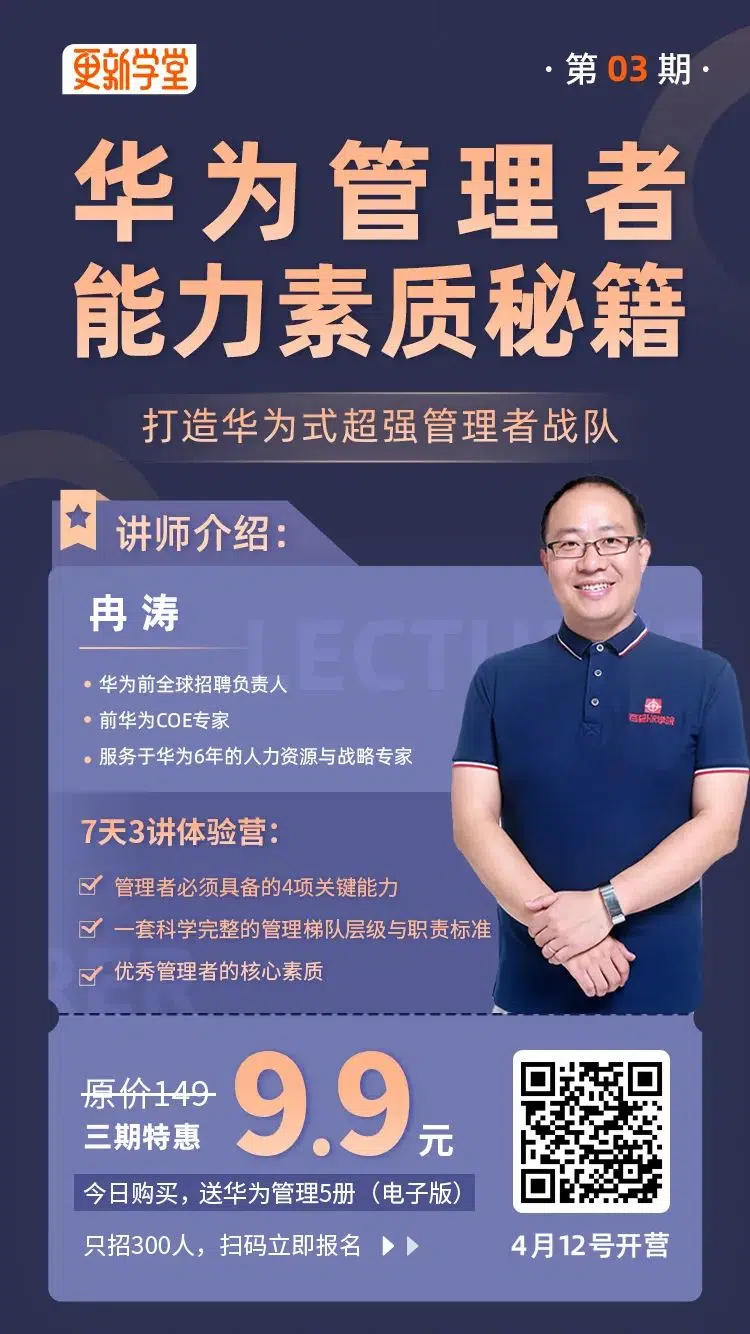 更新学堂
·第 03 期·
华为管理者
能力素质秘籍
打造华为式超强管理者战队
讲师介绍：
冉涛
• 华为前全球招聘负责人
• 前华为COE专家
• 服务于华为6年的人力资源与战略专家
7天3讲体验营：
管理者必须具备的4项关键能力
一套科学完整的管理梯队层级与职责标准
优秀管理者的核心素质
原价149
三期特惠
9.9元
今日购买，送华为管理5册（电子版）
只招300人，扫码立即报名
4月12号开营